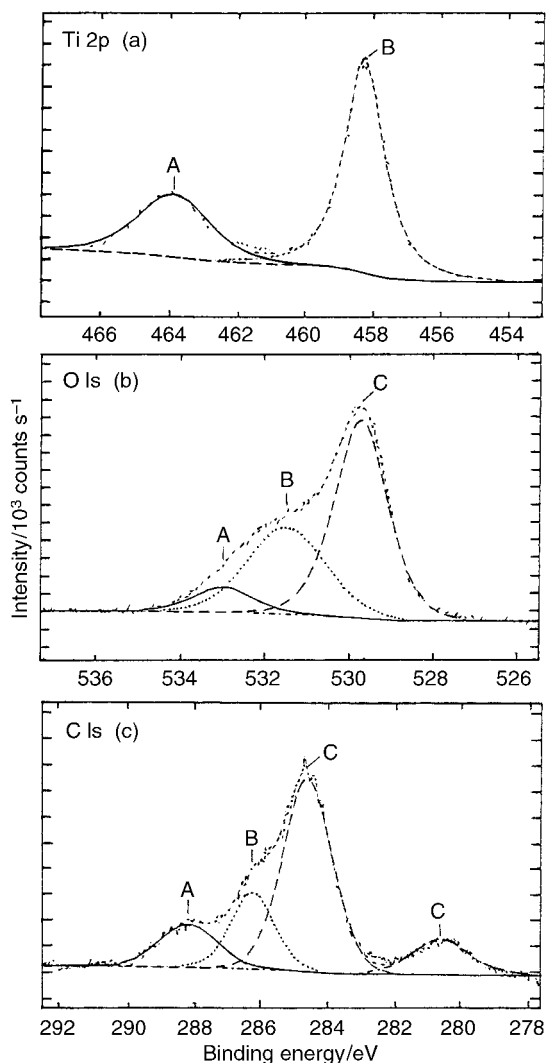 Ti 2p (a)
B
A
466 464 462 460 458 456 454
O ls (b)
C
B
A
536 534 532 530 528 526
Intensity/10³ counts s⁻¹
C ls (c)
C
B
A
C
292 290 288 286 284 282 280 278
Binding energy/eV